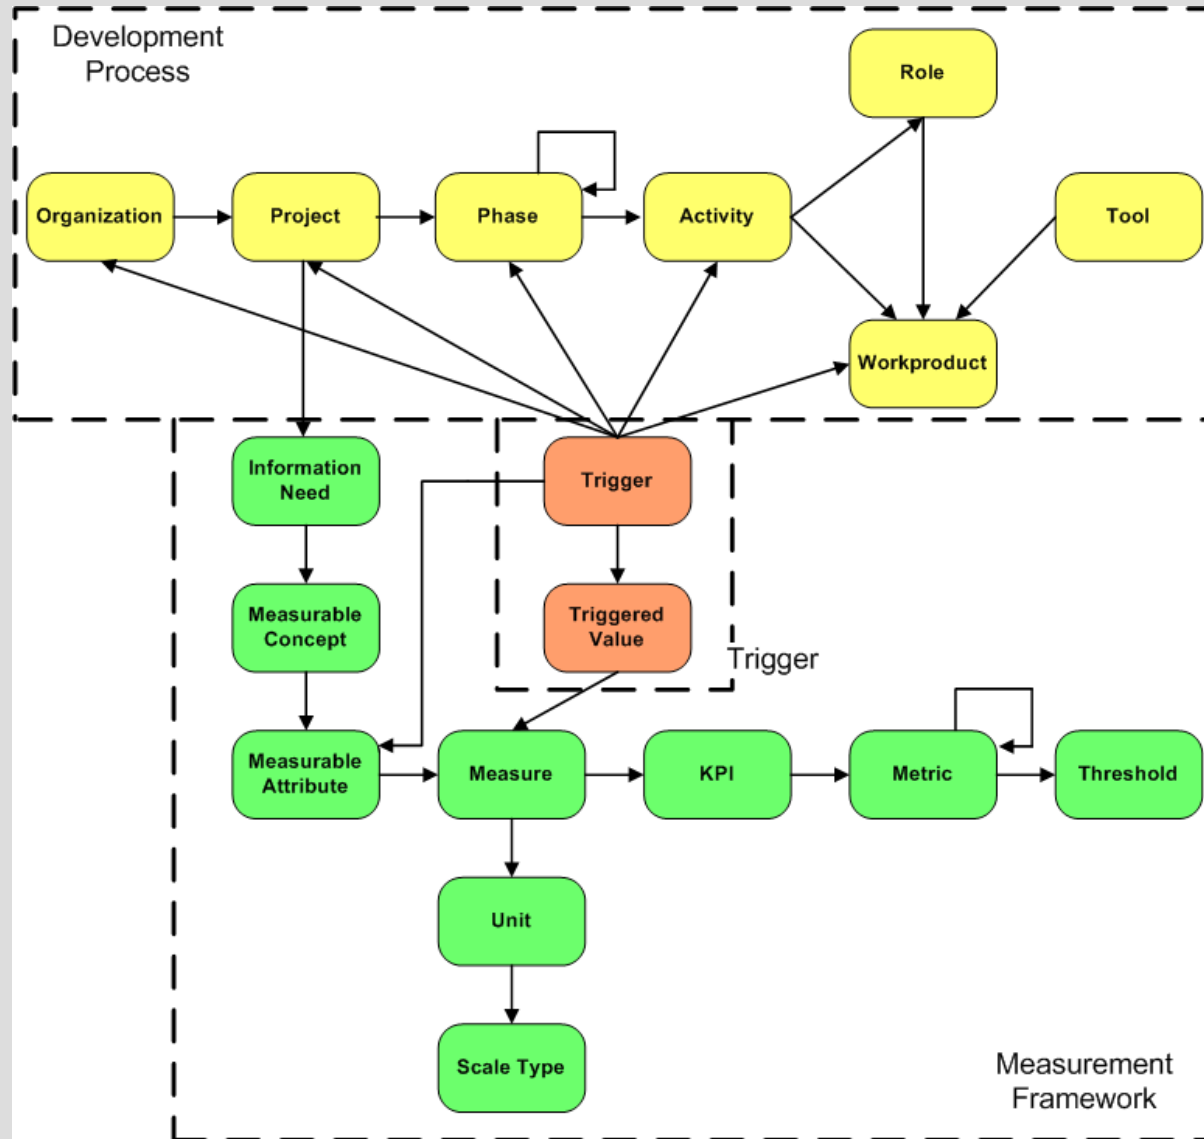 Development
Process
Role
Organization
Project
Phase
Activity
Tool
Workproduct
Information
Need
Trigger
Measurable
Concept
Triggered
Value
Trigger
Measurable
Attribute
Measure
KPI
Metric
Threshold
Unit
Scale Type
Measurement
Framework